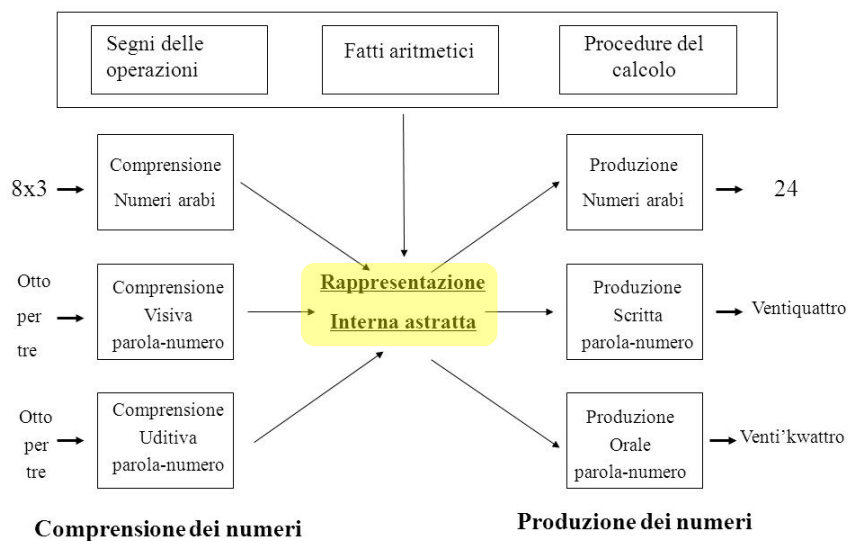 Segni delle
operazioni
Fatti aritmetici
Procedure del
calcolo
8x3
Comprensione
Numeri arabi
Produzione
Numeri arabi
24
Otto
per
tre
Comprensione
Visiva
parola-numero
Rappresentazione
Interna astratta
Produzione
Scritta
parola-numero
Ventiquattro
Otto
per
tre
Comprensione
Uditiva
parola-numero
Produzione
Orale
parola-numero
Venti’kwattro
Comprensione dei numeri
Produzione dei numeri